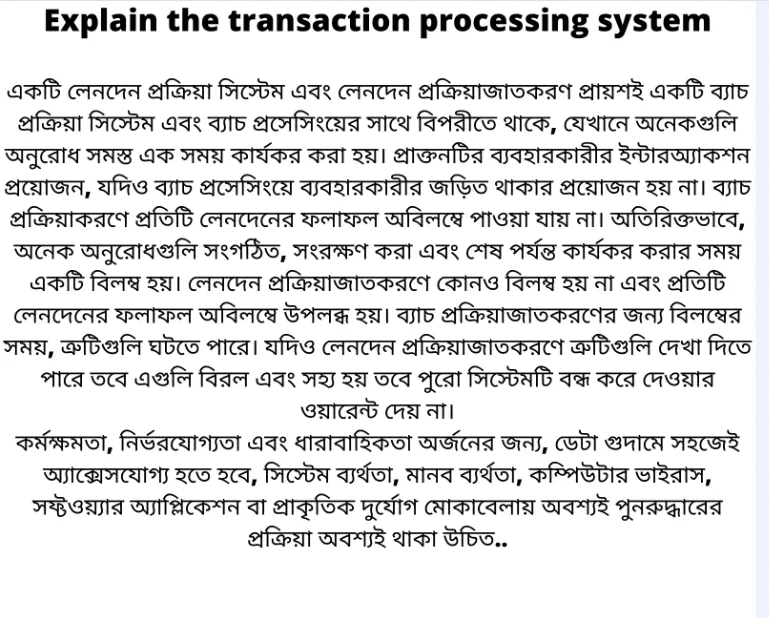 Explain the transaction processing system
একটি লেনদেন প্রক্রিয়া সিস্টেম এবং লেনদেন প্রক্রিয়াজাতকরণ প্রায়শই একটি ব্যাচ
প্রক্রিয়া সিস্টেম এবং ব্যাচ প্রসেসিংয়ের সাথে বিপরীতে থাকে, যেখানে অনেকগুলি
অনুরোধ সমস্ত এক সময় কার্যকর করা হয়। প্রাক্তনটির ব্যবহারকারীর ইন্টারঅ্যাকশন
প্রয়োজন, যদিও ব্যাচ প্রসেসিংয়ে ব্যবহারকারীর জড়িত থাকার প্রয়োজন হয় না। ব্যাচ
প্রক্রিয়াকরণে প্রতিটি লেনদেনের ফলাফল অবিলম্বে পাওয়া যায় না। অতিরিক্তভাবে,
অনেক অনুরোধগুলি সংগঠিত, সংরক্ষণ করা এবং শেষ পর্যন্ত কার্যকর করার সময়
একটি বিলম্ব হয়। লেনদেন প্রক্রিয়াজাতকরণে কোনও বিলম্ব হয় না এবং প্রতিটি
লেনদেনের ফলাফল অবিলম্বে উপলব্ধ হয়। ব্যাচ প্রক্রিয়াজাতকরণের জন্য বিলম্বের
সময়, ত্রুটিগুলি ঘটতে পারে। যদিও লেনদেন প্রক্রিয়াজাতকরণে ত্রুটিগুলি দেখা দিতে
পারে তবে এগুলি বিরল এবং সহ্য হয় তবে পুরো সিস্টেমটি বন্ধ করে দেওয়ার
ওয়ারেন্ট দেয় না।
কর্মক্ষমতা, নির্ভরযোগ্যতা এবং ধারাবাহিকতা অর্জনের জন্য, ডেটা গুদামে সহজেই
অ্যাক্সেসযোগ্য হতে হবে, সিস্টেম ব্যর্থতা, মানব ব্যর্থতা, কম্পিউটার ভাইরাস,
সফ্টওয়্যার অ্যাপ্লিকেশন বা প্রাকৃতিক দুর্যোগ মোকাবেলায় অবশ্যই পুনরুদ্ধারের
প্রক্রিয়া অবশ্যই থাকা উচিত..